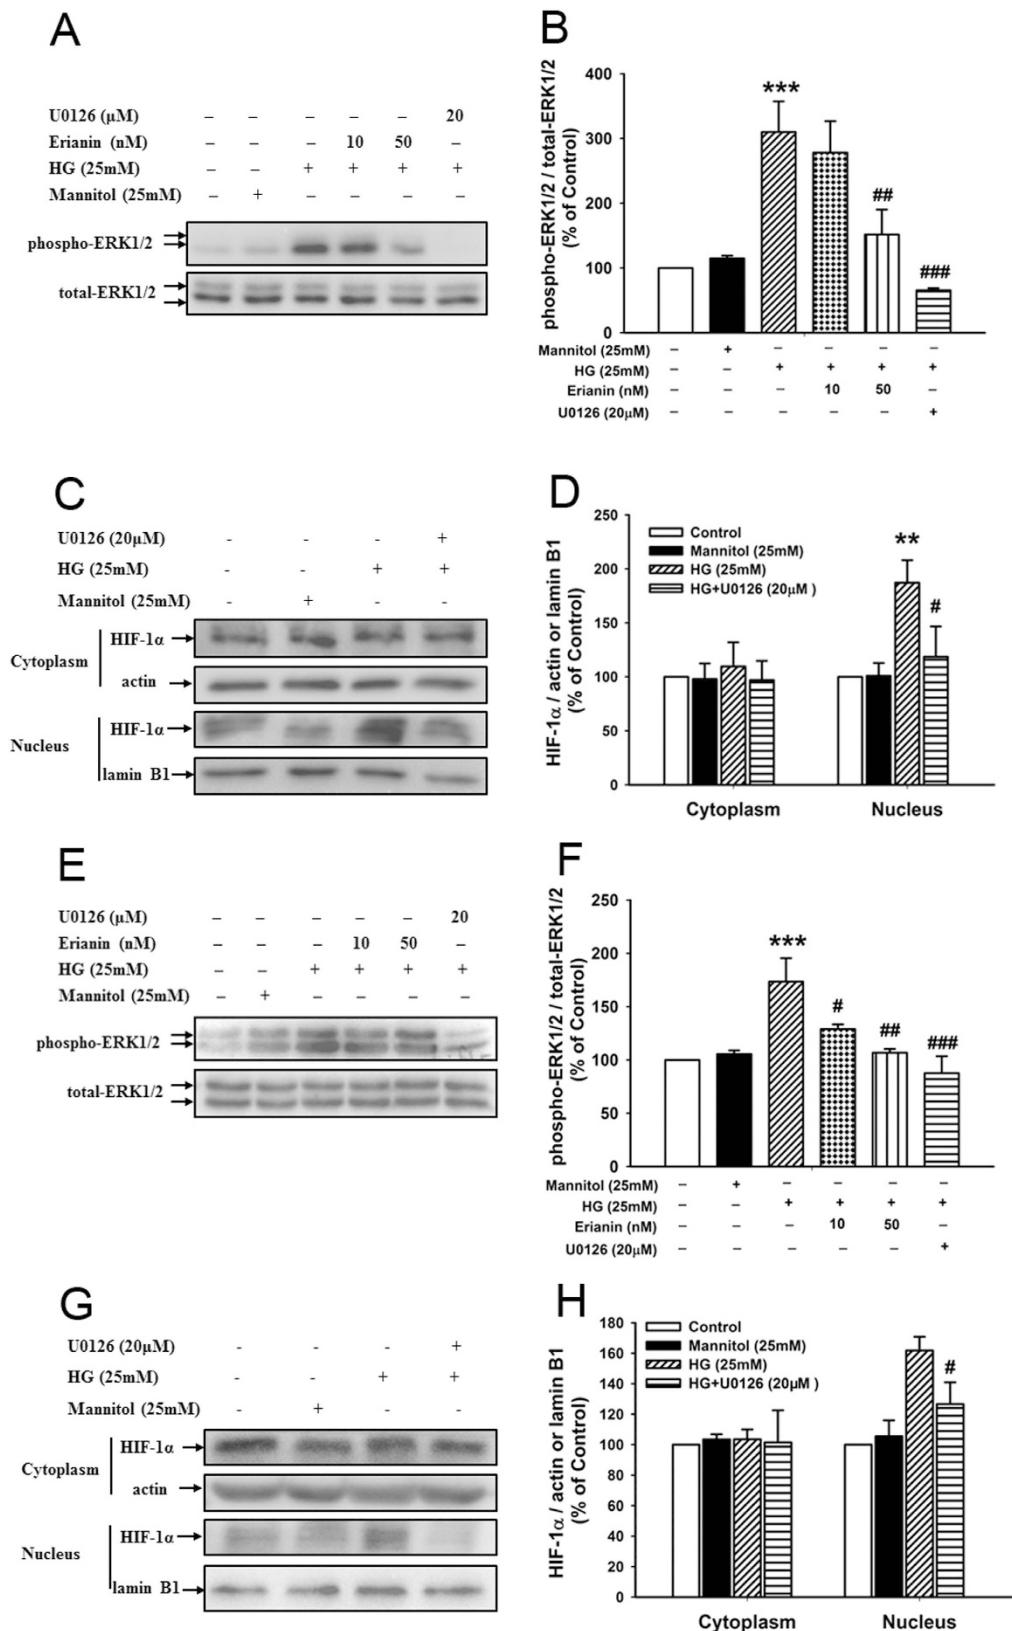 A
U0126 (µM) – – – – – 20
Erianin (nM) – – – 10 50 –
HG (25mM) – – + + + +
Mannitol (25mM) – + – – – –
phospho-ERK1/2
total-ERK1/2
B
phospho-ERK1/2 / total-ERK1/2
(% of Control)
400
300
200
100
0
***
##
###
Mannitol (25mM) – + – – – –
HG (25mM) – – + + + +
Erianin (nM) – – – 10 50 –
U0126 (20µM) – – – – – +
C
U0126 (20µM) - - - +
HG (25mM) - - + +
Mannitol (25mM) - + - -
Cytoplasm
HIF-1α
actin
Nucleus
HIF-1α
lamin B1
D
HIF-1α / actin or lamin B1
(% of Control)
250
200
150
100
50
0
Control
Mannitol (25mM)
HG (25mM)
HG+U0126 (20µM )
**
#
Cytoplasm Nucleus
E
U0126 (µM) – – – – – 20
Erianin (nM) – – – 10 50 –
HG (25mM) – – + + + +
Mannitol (25mM) – + – – – –
phospho-ERK1/2
total-ERK1/2
F
phospho-ERK1/2 / total-ERK1/2
(% of Control)
250
200
150
100
50
0
***
#
##
###
Mannitol (25mM) – + – – – –
HG (25mM) – – + + + +
Erianin (nM) – – – 10 50 –
U0126 (20µM) – – – – – +
G
U0126 (20µM) - - - +
HG (25mM) - - + +
Mannitol (25mM) - + - -
Cytoplasm
HIF-1α
actin
Nucleus
HIF-1α
lamin B1
H
HIF-1α / actin or lamin B1
(% of Control)
180
160
140
120
100
80
60
40
20
0
Control
Mannitol (25mM)
HG (25mM)
HG+U0126 (20µM )
#
Cytoplasm Nucleus